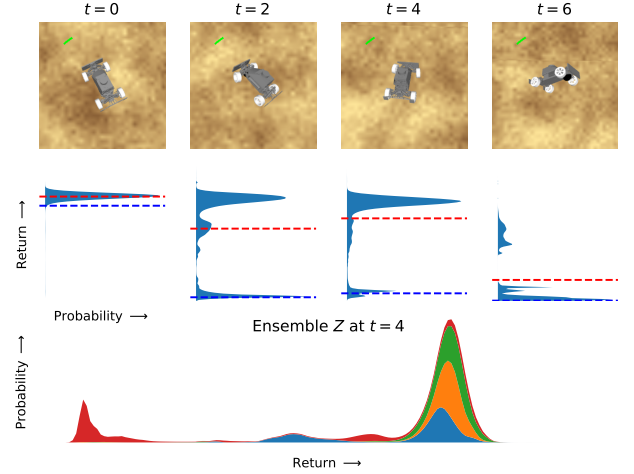 t = 0
t = 2
t = 4
t = 6
Return →
Probability →
Ensemble Z at t = 4
Probability →
Return →